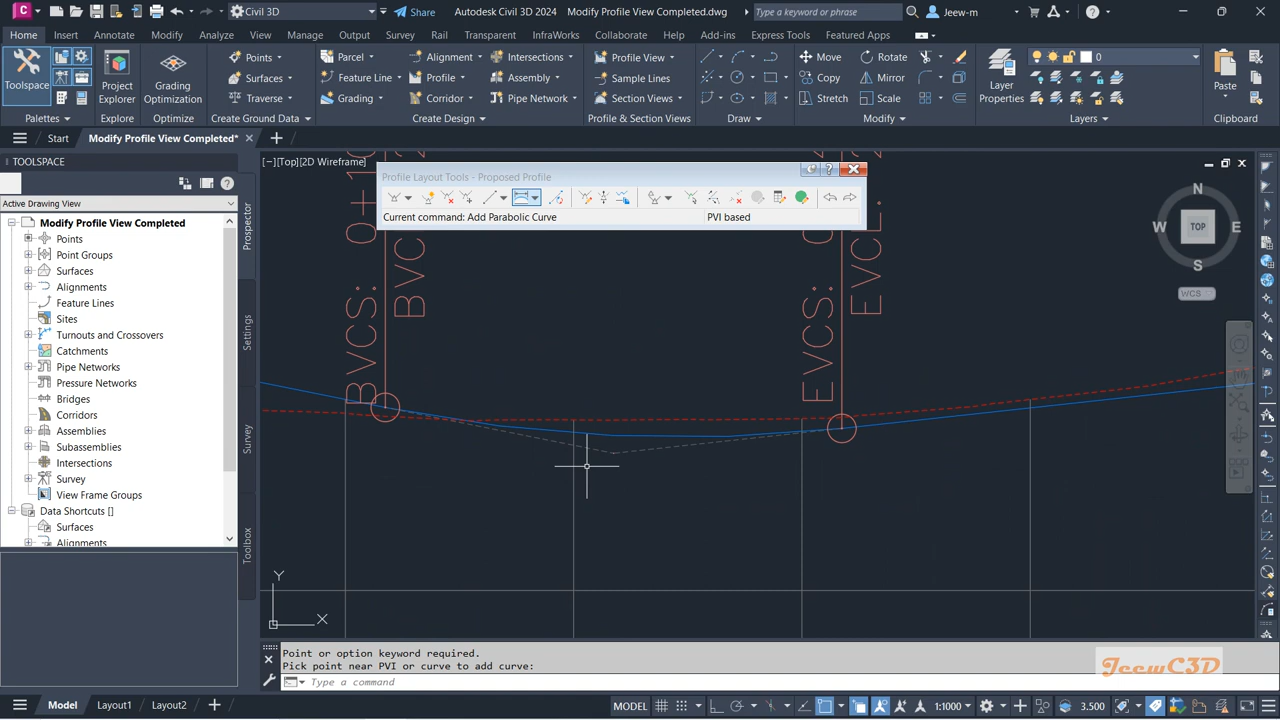 Civil 3D
Share
Autodesk Civil 3D 2024
Modify Profile View Completed.dwg
Type a keyword or phrase
Jeew-m
Home Insert Annotate Modify Analyze View Manage Output Survey Rail Transparent InfraWorks Collaborate Help Add-ins Express Tools Featured Apps
Toolspace
Project
Explorer
Grading
Optimization
Points
Surfaces
Traverse
Parcel
Feature Line
Grading
Alignment
Profile
Corridor
Intersections
Assembly
Pipe Network
Profile View
Sample Lines
Section Views
Move
Copy
Stretch
Rotate
Mirror
Scale
Layer
Properties
0
Paste
Palettes
Explore
Optimize
Create Ground Data
Create Design
Profile & Section Views
Draw
Modify
Layers
Clipboard
Start
Modify Profile View Completed*
TOOLSPACE
Active Drawing View
Modify Profile View Completed
Points
Point Groups
Surfaces
Alignments
Feature Lines
Sites
Turnouts and Crossovers
Catchments
Pipe Networks
Pressure Networks
Bridges
Corridors
Assemblies
Subassemblies
Intersections
Survey
View Frame Groups
Data Shortcuts []
Surfaces
Alignments
Prospector
Settings
Survey
Toolbox
[−][Top][2D Wireframe]
Profile Layout Tools - Proposed Profile
Current command: Add Parabolic Curve
PVI based
BVCS:
BVC
EVCS:
EVCE:
N
W
TOP
E
S
WCS
Y
X
Point or option keyword required.
Pick point near PVI or curve to add curve:
Type a command
JeewC3D
Model Layout1 Layout2
MODEL
1:1000
3.500